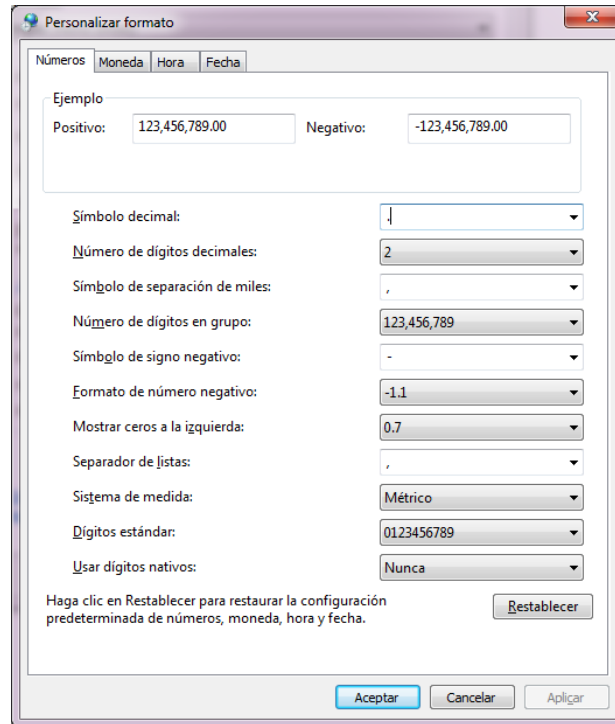 Personalizar formato
Números Moneda Hora Fecha
Ejemplo
Positivo: 123,456,789.00 Negativo: -123,456,789.00
Símbolo decimal: .
Número de dígitos decimales: 2
Símbolo de separación de miles: ,
Número de dígitos en grupo: 123,456,789
Símbolo de signo negativo: -
Formato de número negativo: -1.1
Mostrar ceros a la izquierda: 0.7
Separador de listas: ,
Sistema de medida: Métrico
Dígitos estándar: 0123456789
Usar dígitos nativos: Nunca
Haga clic en Restablecer para restaurar la configuración
predeterminada de números, moneda, hora y fecha.
Restablecer
Aceptar Cancelar Aplicar